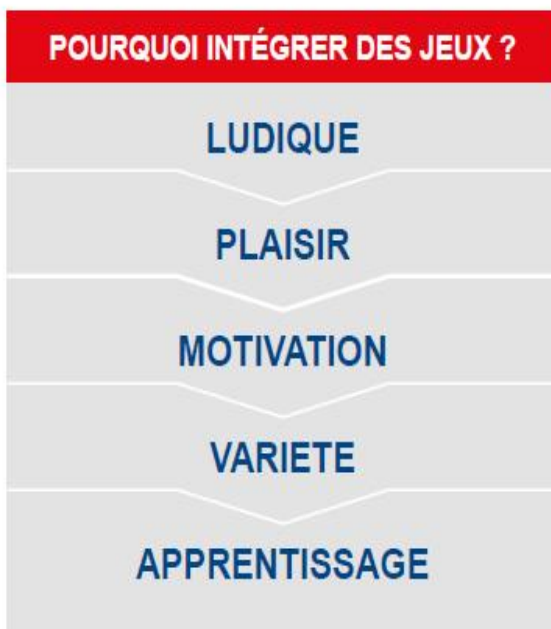 POURQUOI INTÉGRER DES JEUX ?
LUDIQUE
PLAISIR
MOTIVATION
VARIETE
APPRENTISSAGE